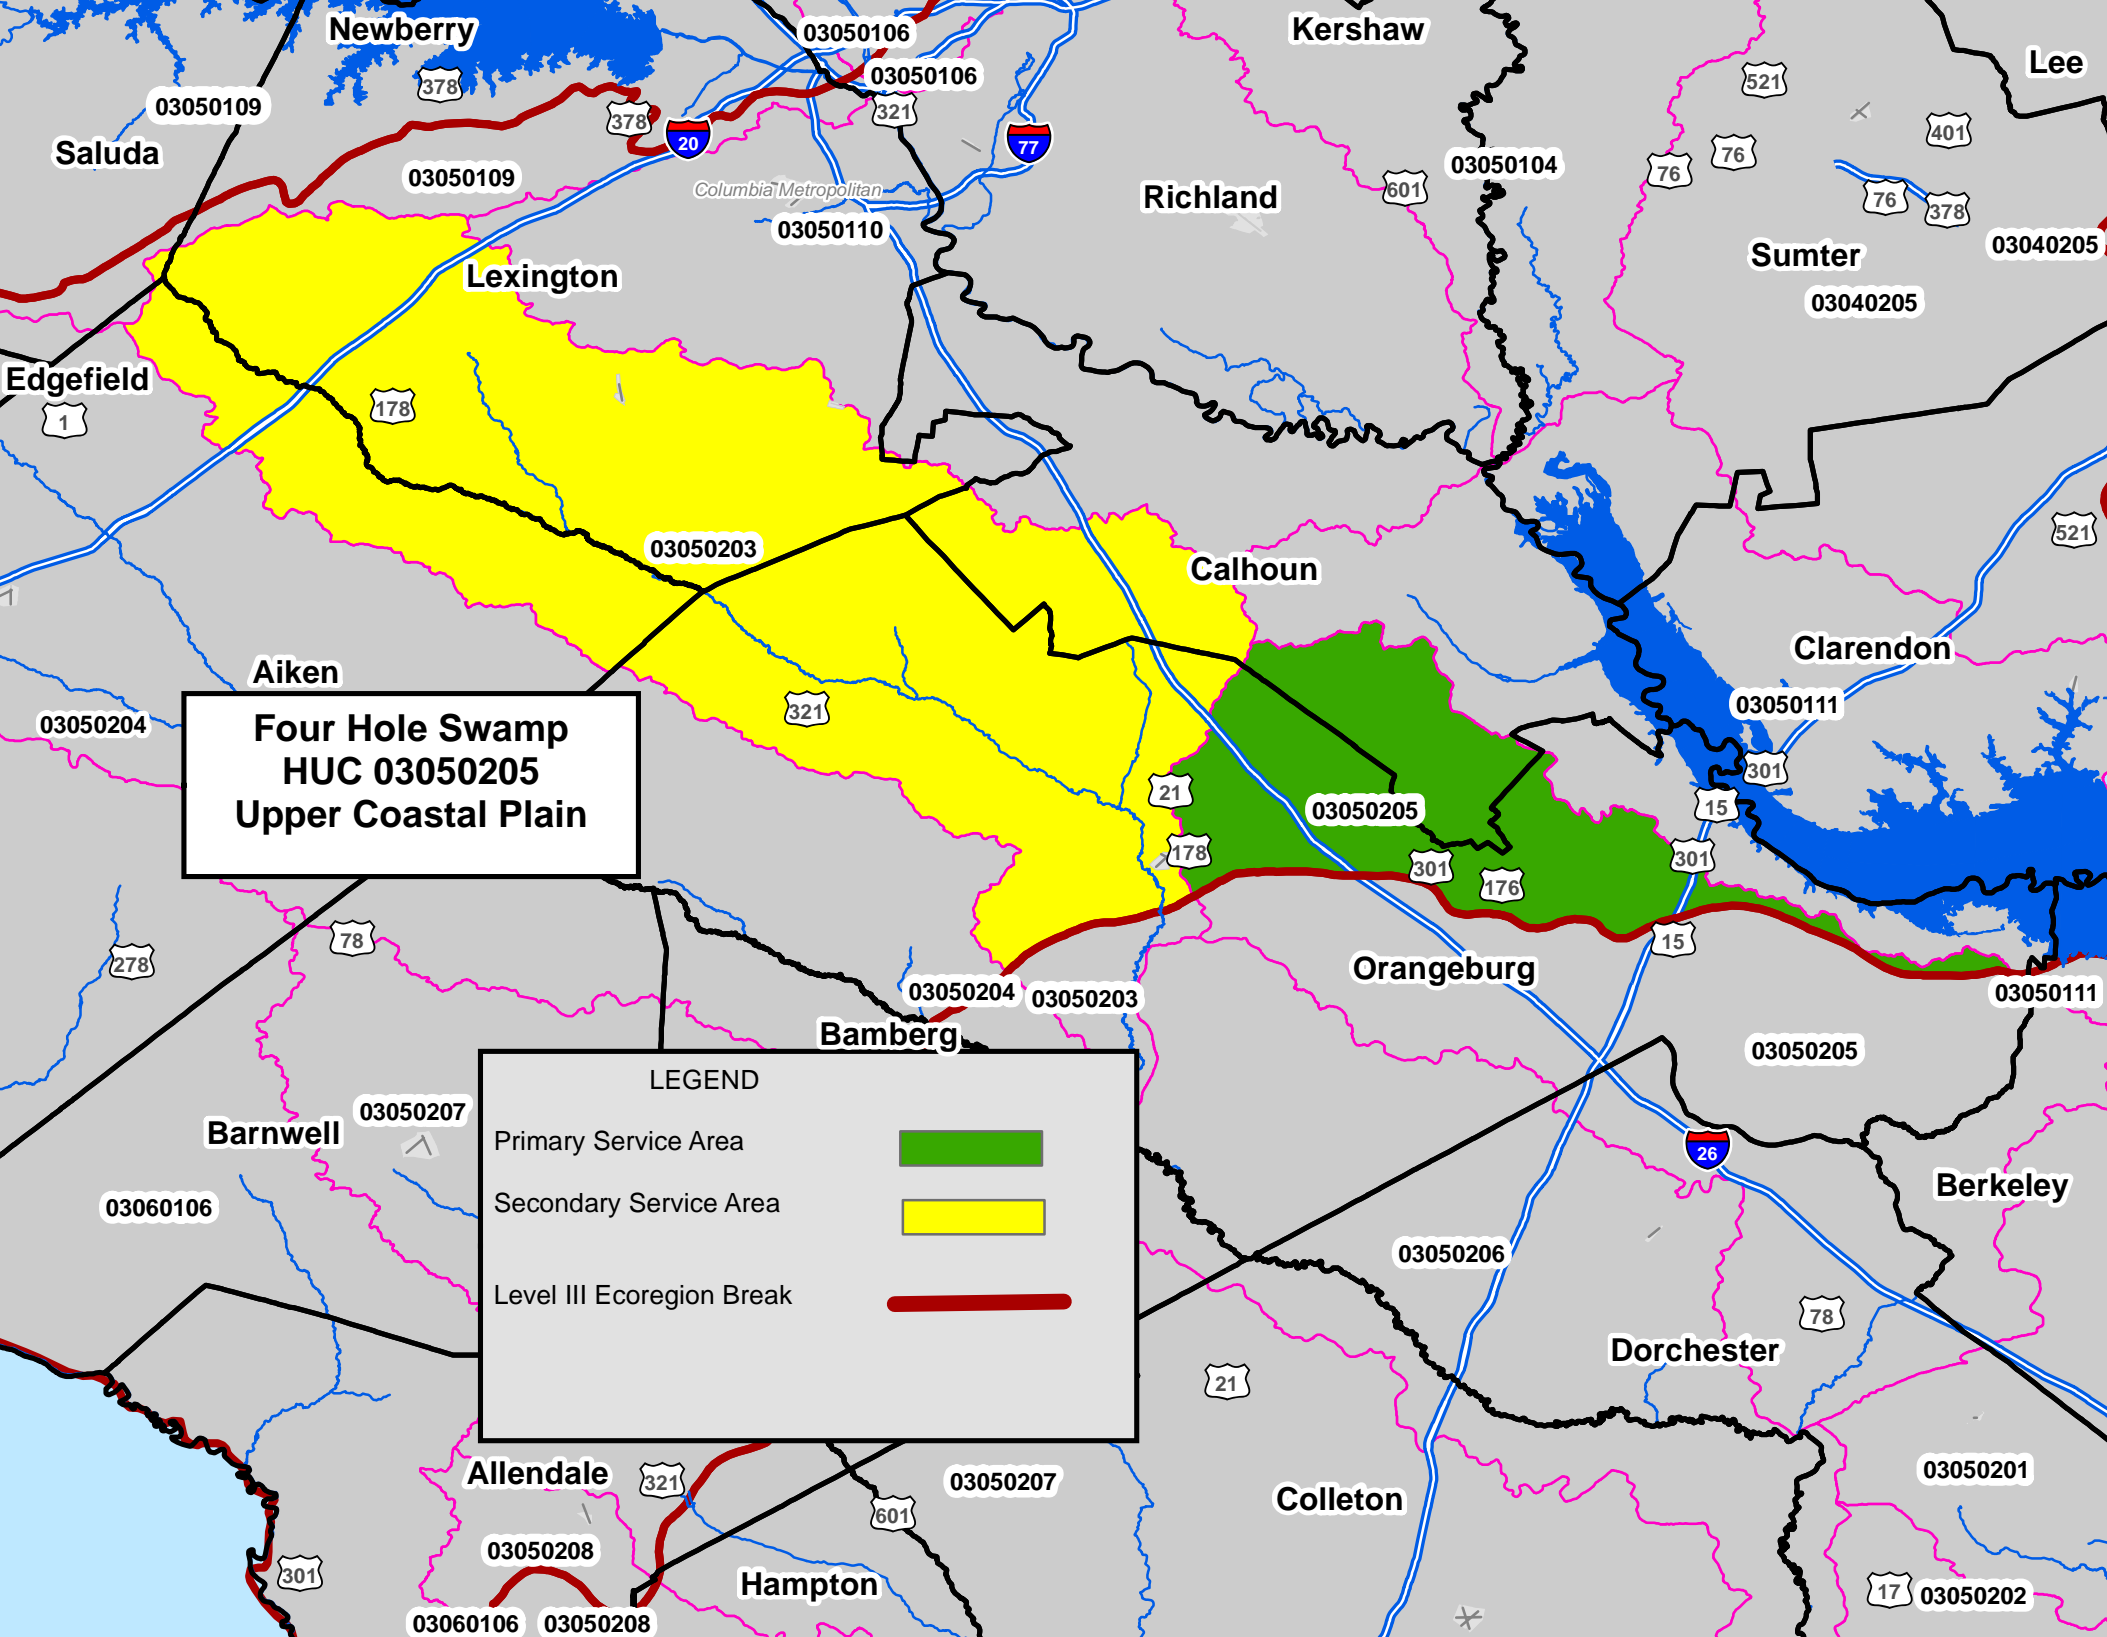 Newberry
03050106
Kershaw
Lee
03050106
378
521
03050109
321
378
401
20
77
76
Saluda
03050104
76
03050109
Columbia Metropolitan
601
Richland
76
378
03050110
03040205
Sumter
Lexington
03040205
Edgefield
178
1
521
03050203
Calhoun
Clarendon
Aiken
321
03050111
03050204
Four Hole Swamp
HUC 03050205
Upper Coastal Plain
301
21
15
03050205
178
301
301
176
78
15
278
Orangeburg
03050204
03050203
03050111
Bamberg
03050205
LEGEND
Primary Service Area
Secondary Service Area
Level III Ecoregion Break
03050207
Barnwell
26
Berkeley
03060106
03050206
78
Dorchester
21
Allendale
321
03050207
03050201
Colleton
601
03050208
301
Hampton
17
03050202
03060106
03050208